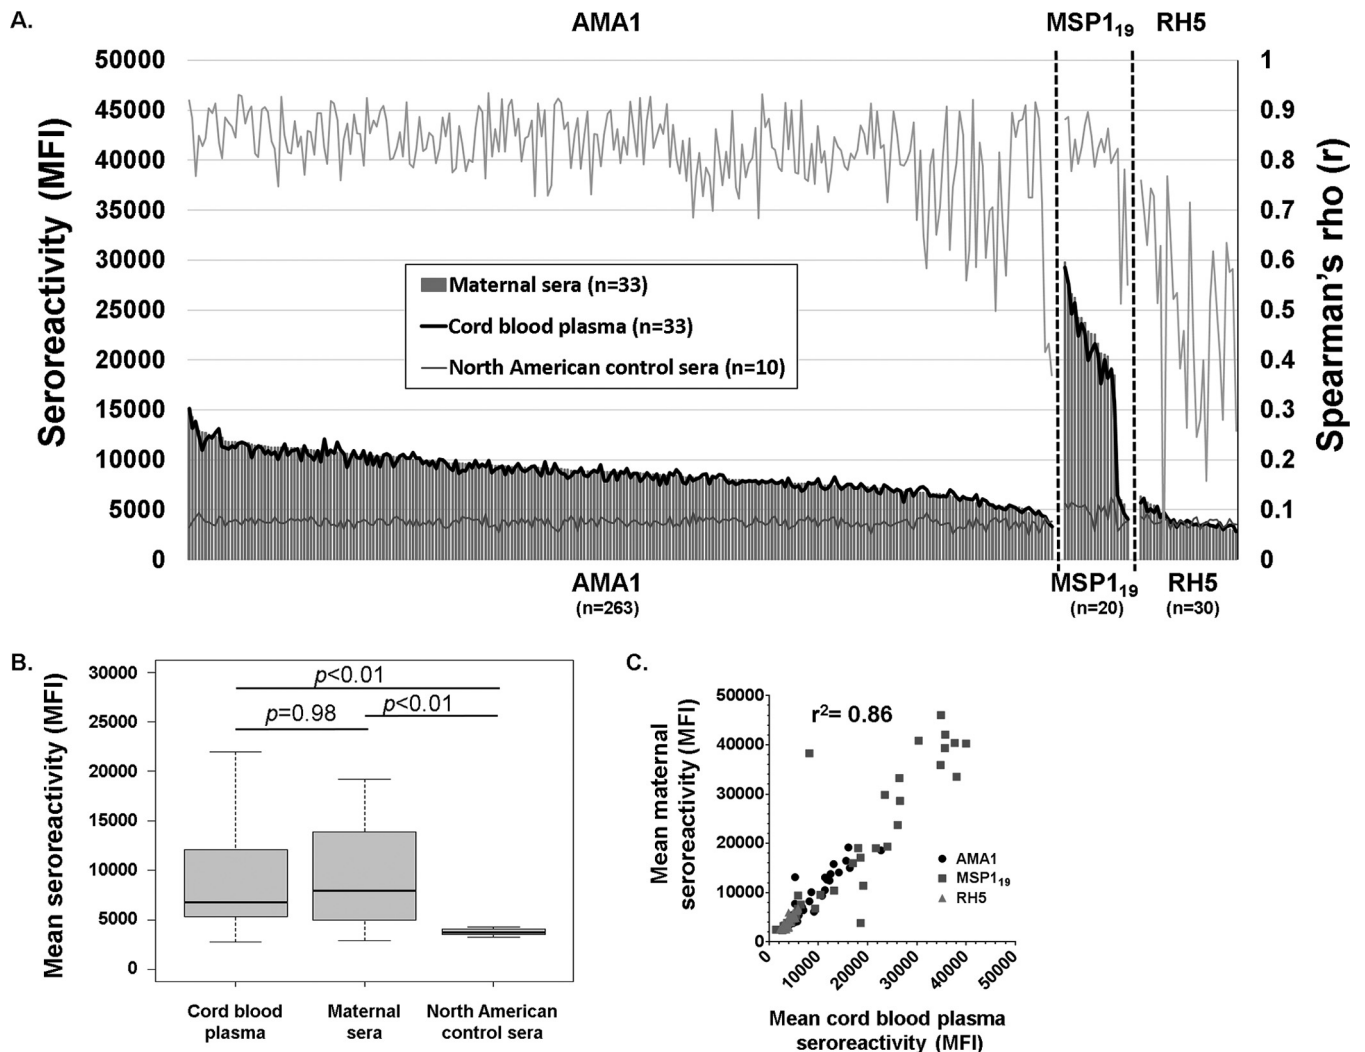 A.
AMA1 MSP1₁₉ RH5
Seroreactivity (MFI)
50000
45000
40000
35000
30000
25000
20000
15000
10000
5000
0
Maternal sera (n=33)
Cord blood plasma (n=33)
North American control sera (n=10)
1
0.9
0.8
0.7
0.6
0.5
0.4
0.3
0.2
0.1
0
Spearman's rho (r)
AMA1 MSP1₁₉ RH5
(n=263) (n=20) (n=30)
B.
Mean seroreactivity (MFI)
30000
25000
20000
15000
10000
5000
0
p<0.01
p=0.98
p<0.01
Cord blood
plasma
Maternal
sera
North American
control sera
C.
Mean maternal
seroreactivity (MFI)
50000
40000
30000
20000
10000
0
r²= 0.86
AMA1
MSP1₁₉
RH5
0
10000
20000
30000
40000
50000
Mean cord blood plasma
seroreactivity (MFI)